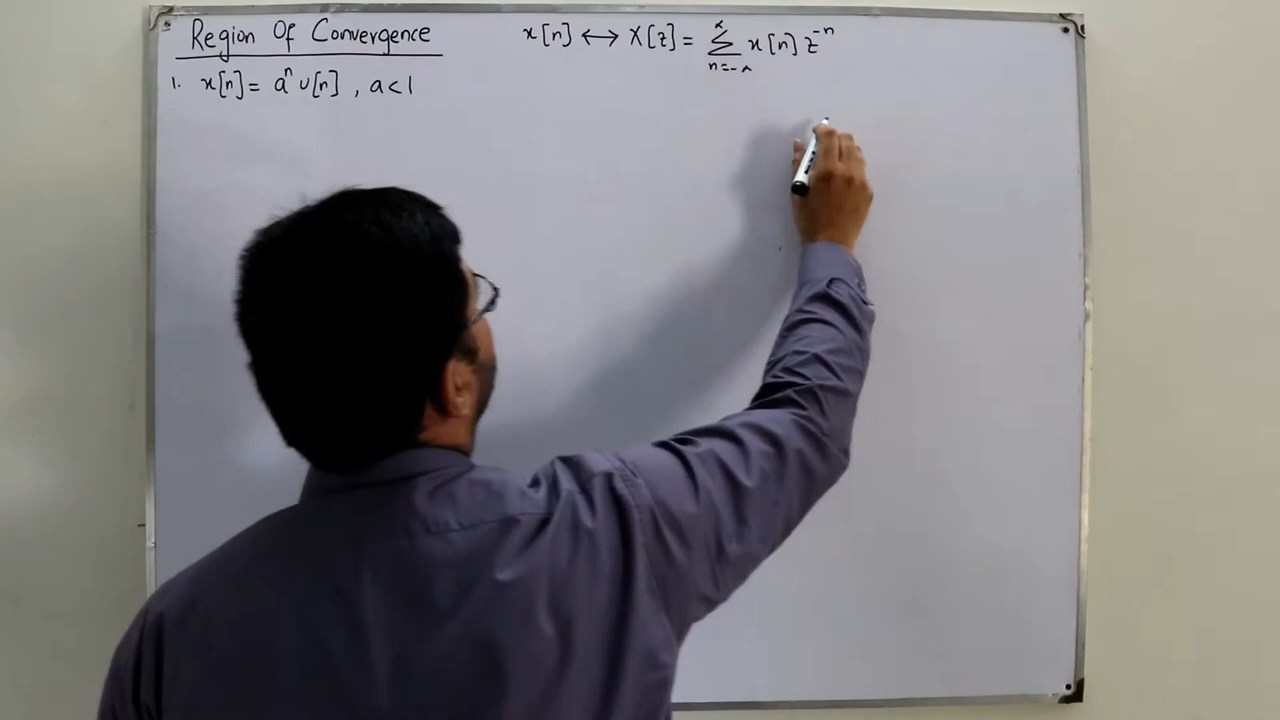 Region Of Convergence
x[n] ↔ X[z] = ∑_{n=-∞}^{∞} x[n] z^{-n}
1. x[n] = a^n u[n] , a < 1